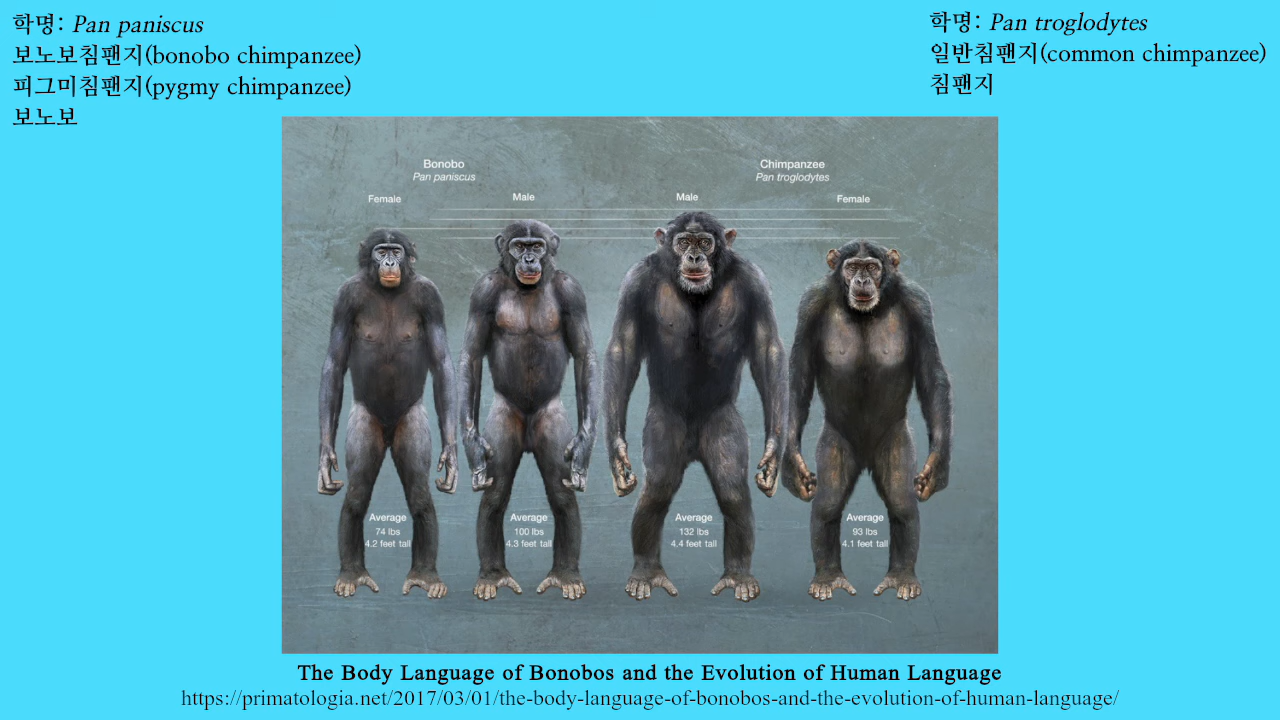 학명: Pan paniscus
보노보침팬지(bonobo chimpanzee)
피그미침팬지(pygmy chimpanzee)
보노보
학명: Pan troglodytes
일반침팬지(common chimpanzee)
침팬지
Bonobo
Pan paniscus
Chimpanzee
Pan troglodytes
Female
Male
Male
Female
Average
74 lbs
4.2 feet tall
Average
100 lbs
4.3 feet tall
Average
132 lbs
4.4 feet tall
Average
93 lbs
4.1 feet tall
The Body Language of Bonobos and the Evolution of Human Language
https://primatologia.net/2017/03/01/the-body-language-of-bonobos-and-the-evolution-of-human-language/